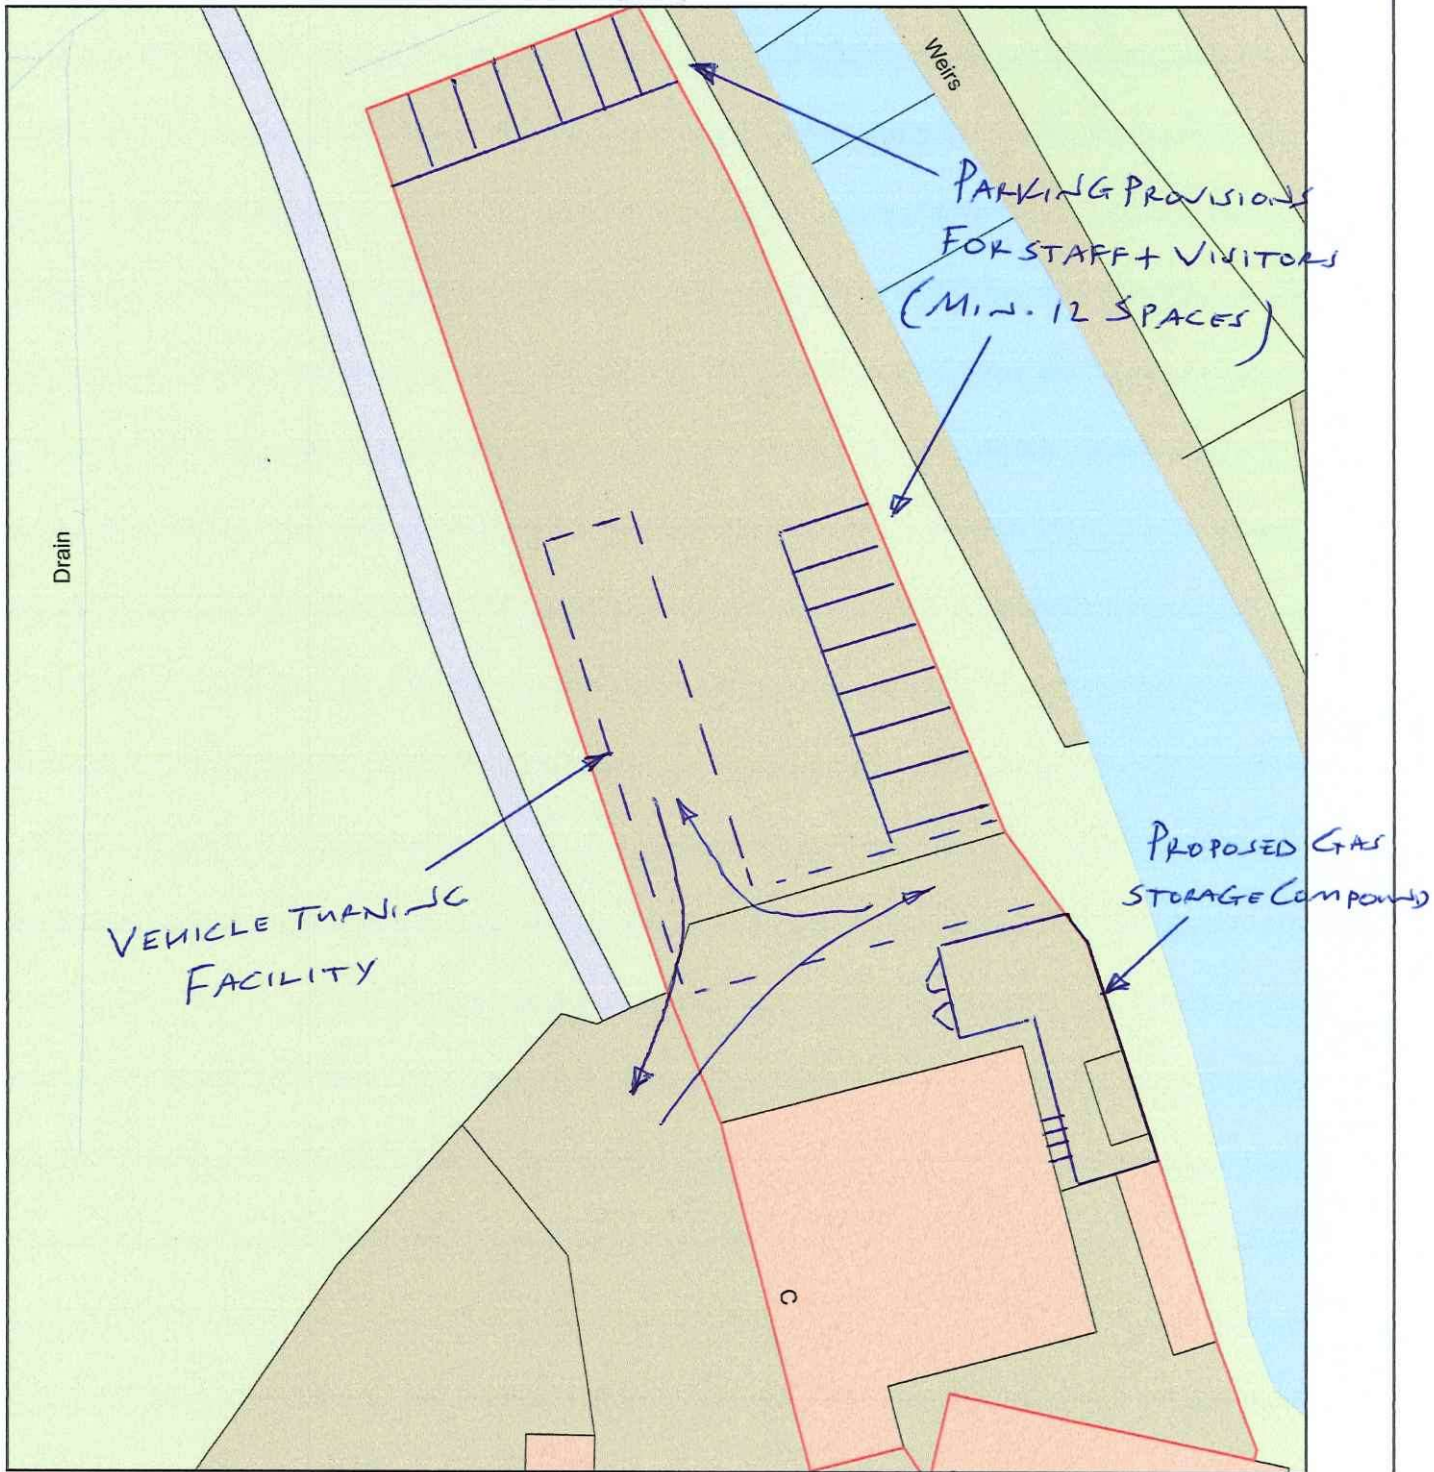 Weirs
PARKING PROVISIONS
FOR STAFF + VISITORS
(MIN. 12 SPACES)
Drain
PROPOSED GAS
STORAGE COMPOUND
VEHICLE TURNING
FACILITY
C